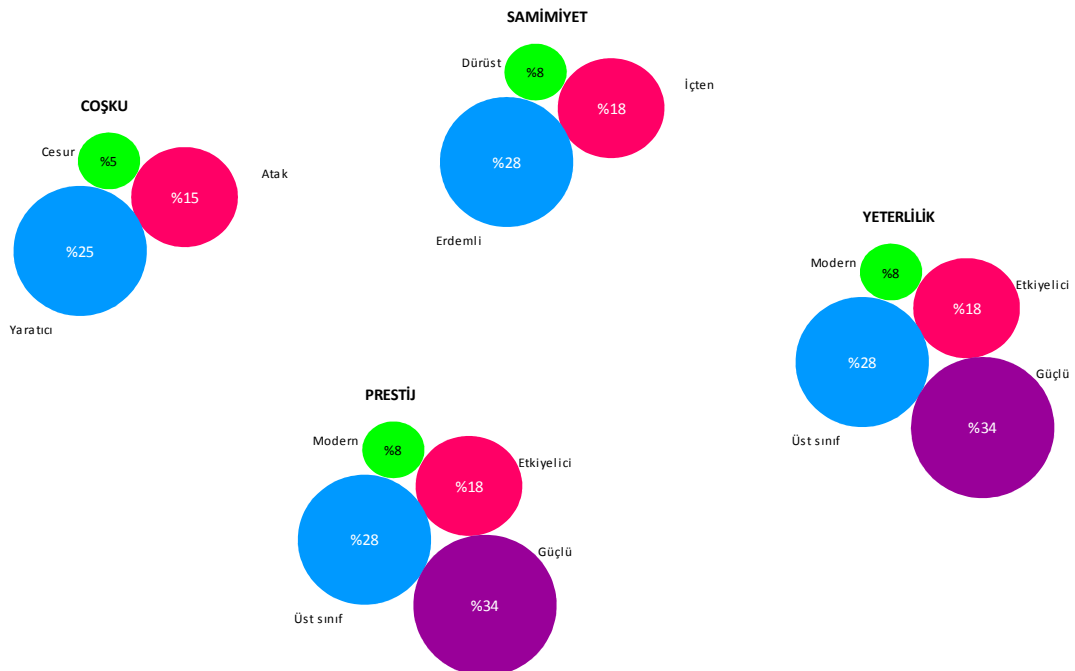 SAMİMİYET
Dürüst
%8
%18
İçten
%28
Erdemli
COŞKU
Cesur
%5
%15
Atak
%25
Yaratıcı
YETERLİLİK
Modern
%8
Etkiyelici
%18
%28
Güçlü
%34
Üst sınıf
PRESTİJ
Modern
%8
Etkiyelici
%18
%28
Güçlü
%34
Üst sınıf